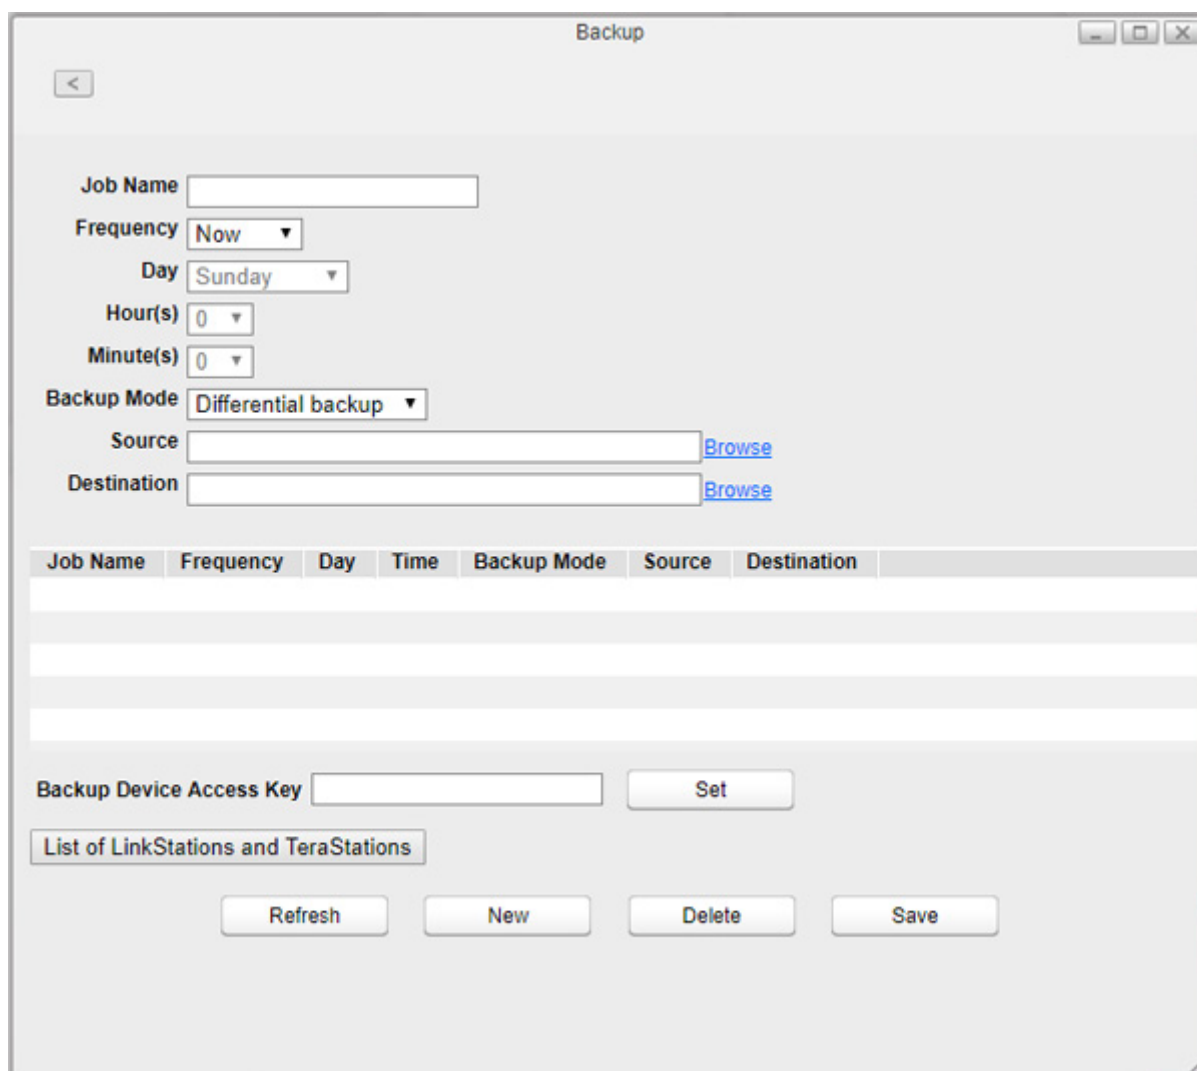 Backup
<
Job Name
Frequency Now
Day Sunday
Hour(s) 0
Minute(s) 0
Backup Mode Differential backup
Source Browse
Destination Browse
Job Name Frequency Day Time Backup Mode Source Destination
Backup Device Access Key Set
List of LinkStations and TeraStations
Refresh New Delete Save